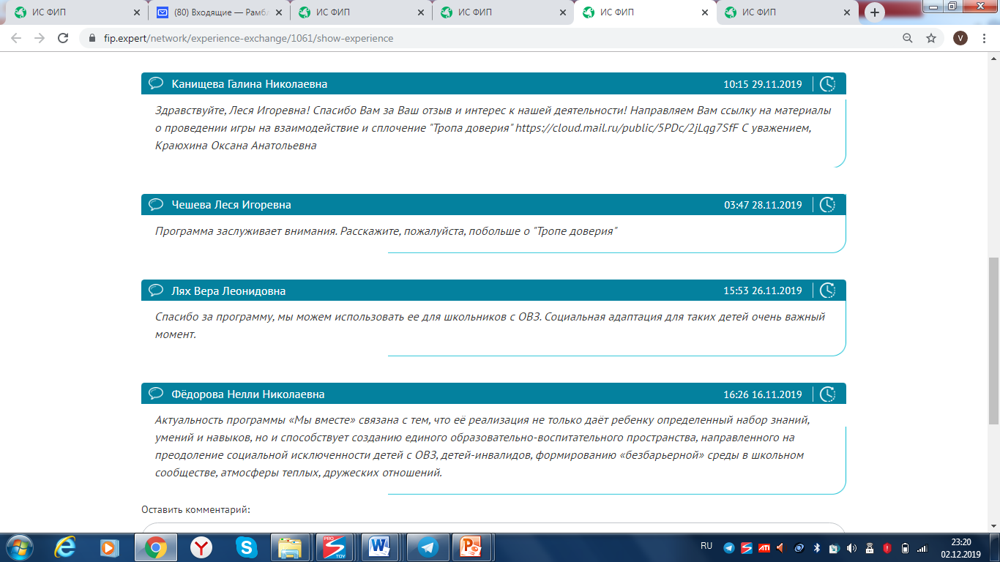 ИС ФИП
(80) Входящие — Рамбл
ИС ФИП
ИС ФИП
ИС ФИП
ИС ФИП
fip.expert/network/experience-exchange/1061/show-experience
V
Канищева Галина Николаевна 10:15 29.11.2019
Здравствуйте, Леся Игоревна! Спасибо Вам за Ваш отзыв и интерес к нашей деятельности! Направляем Вам ссылку на материалы
о проведении игры на взаимодействие и сплочение "Тропа доверия" https://cloud.mail.ru/public/5PDc/2jLqg7SfF С уважением,
Краюхина Оксана Анатольевна
Чешева Леся Игоревна 03:47 28.11.2019
Программа заслуживает внимания. Расскажите, пожалуйста, побольше о "Тропе доверия"
Лях Вера Леонидовна 15:53 26.11.2019
Спасибо за программу, мы можем использовать ее для школьников с ОВЗ. Социальная адаптация для таких детей очень важный
момент.
Фёдорова Нелли Николаевна 16:26 16.11.2019
Актуальность программы «Мы вместе» связана с тем, что её реализация не только даёт ребенку определенный набор знаний,
умений и навыков, но и способствует созданию единого образовательно-воспитательного пространства, направленного на
преодоление социальной исключенности детей с ОВЗ, детей-инвалидов, формированию «безбарьерной» среды в школьном
сообществе, атмосферы теплых, дружеских отношений.
Оставить комментарий:
PRO
TOY
RU
ATI
23:20
02.12.2019